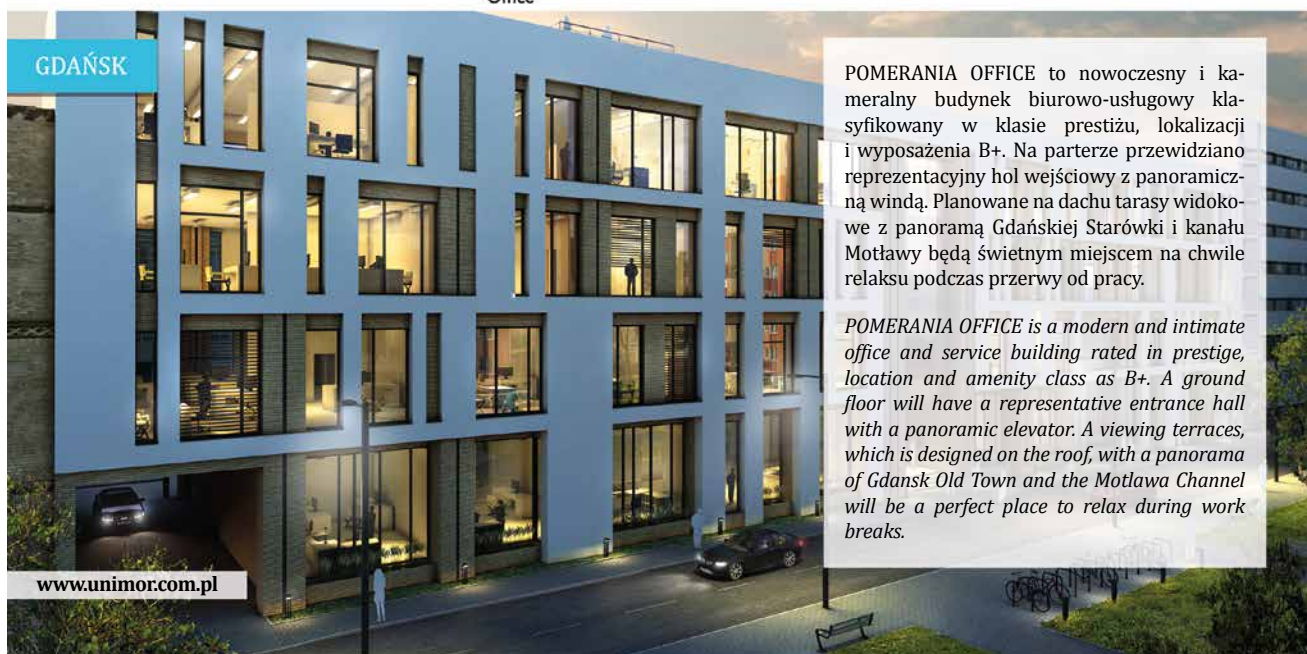 Office
GDAŃSK
POMERANIA OFFICE to nowoczesny i ka-
meralny budynek biurowo-usługowy kla-
syfikowany w klasie prestiżu, lokalizacji
i wyposażenia B+. Na parterze przewidziano
reprezentacyjny hol wejściowy z panoramicz-
ną windą. Planowane na dachu tarasy widoko-
we z panoramą Gdańskiej Starówki i kanału
Motławy będą świetnym miejscem na chwile
relaksu podczas przerwy od pracy.
POMERANIA OFFICE is a modern and intimate
office and service building rated in prestige,
location and amenity class as B+. A ground
floor will have a representative entrance hall
with a panoramic elevator. A viewing terraces,
which is designed on the roof, with a panorama
of Gdansk Old Town and the Motlawa Channel
will be a perfect place to relax during work
breaks.
www.unimor.com.pl